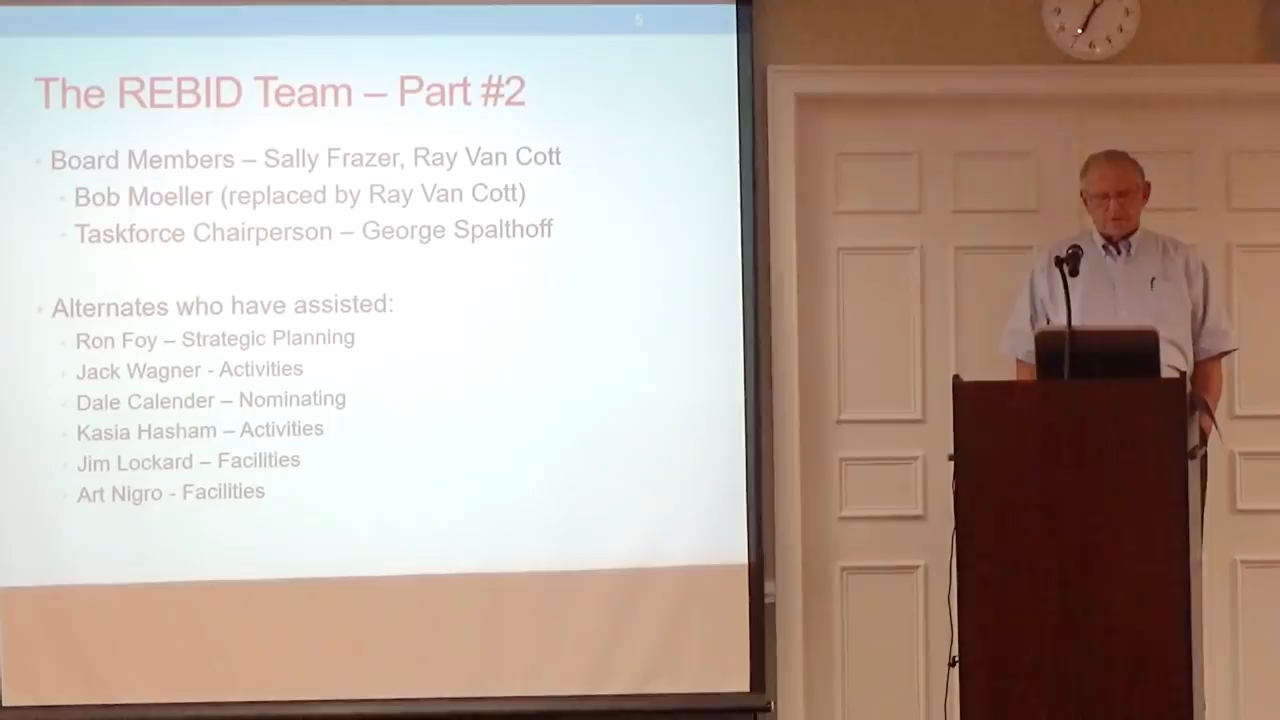 5
The REBID Team – Part #2
• Board Members – Sally Frazer, Ray Van Cott
• Bob Moeller (replaced by Ray Van Cott)
• Taskforce Chairperson – George Spalthoff
• Alternates who have assisted:
• Ron Foy – Strategic Planning
• Jack Wagner - Activities
• Dale Calender – Nominating
• Kasia Hasham – Activities
• Jim Lockard – Facilities
• Art Nigro - Facilities